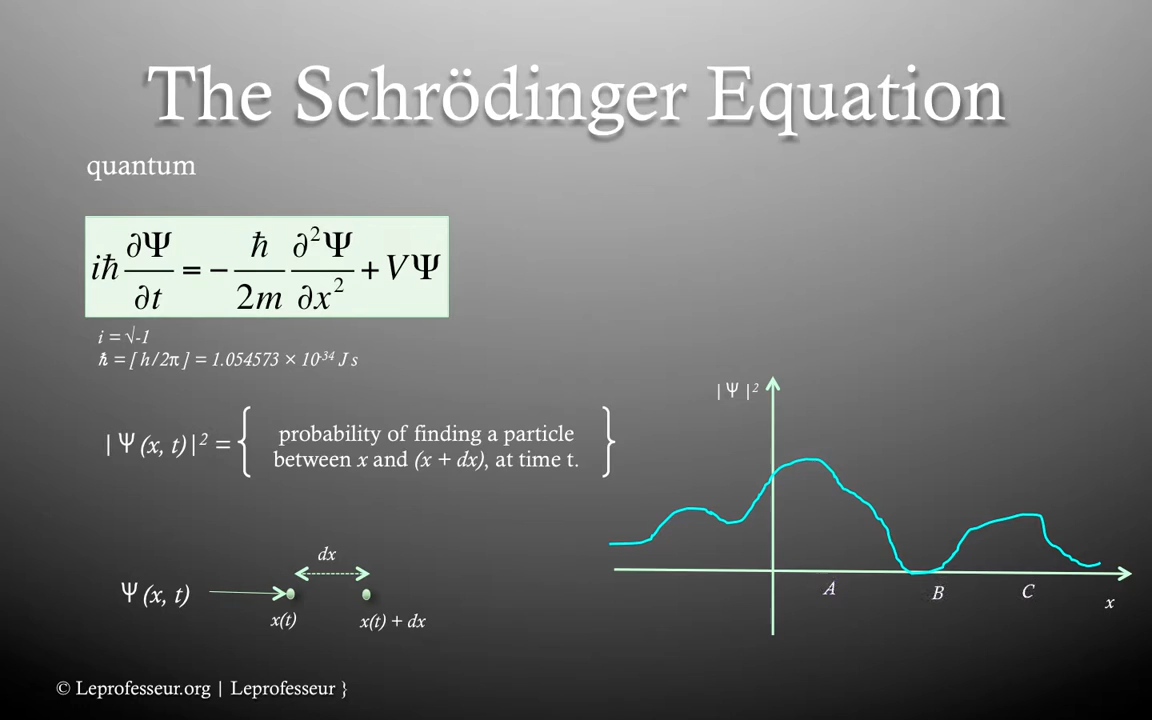 The Schrödinger Equation
quantum
iħ ∂Ψ/∂t = − ħ/2m ∂²Ψ/∂x² + VΨ
i = √-1
ħ = [ h/2π ] = 1.054573 × 10⁻³⁴ J s
| Ψ (x, t)|² = { probability of finding a particle
between x and (x + dx), at time t. }
| Ψ |²
A B C
x
dx
Ψ (x, t)
x(t) x(t) + dx
© Leprofesseur.org | Leprofesseur }